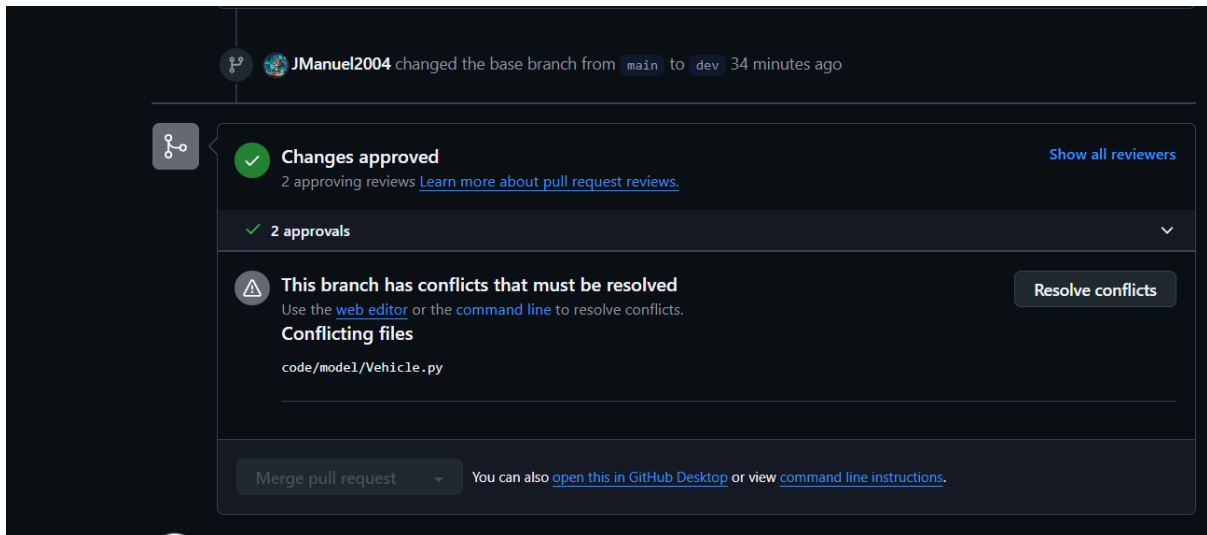 JManuel2004 changed the base branch from main to dev 34 minutes ago
Changes approved
Show all reviewers
2 approving reviews Learn more about pull request reviews.
2 approvals
This branch has conflicts that must be resolved
Resolve conflicts
Use the web editor or the command line to resolve conflicts.
Conflicting files
code/model/Vehicle.py
Merge pull request
You can also open this in GitHub Desktop or view command line instructions.